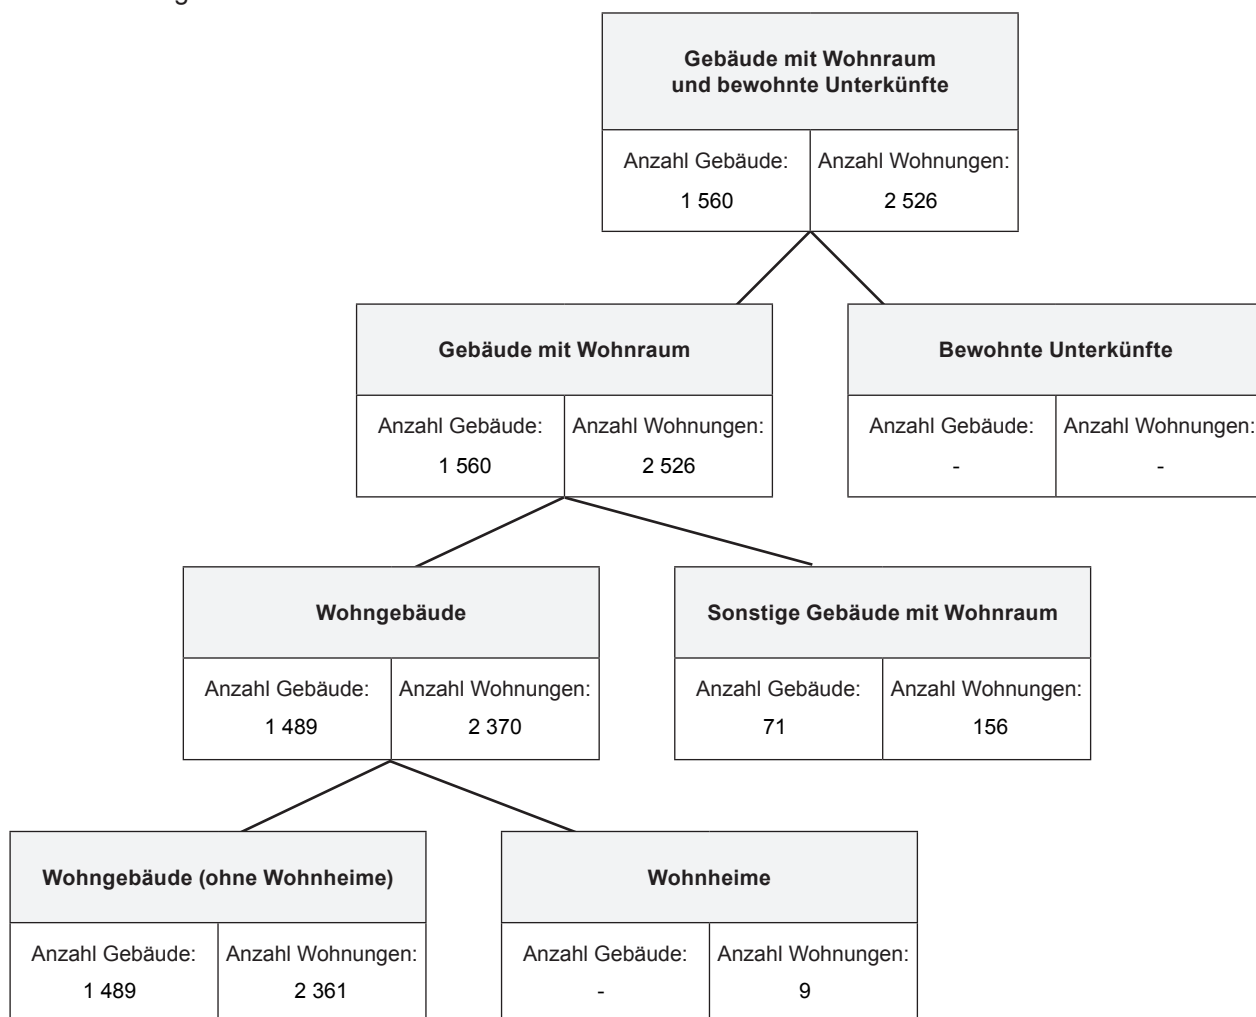 Gebäude mit Wohnraum
und bewohnte Unterkünfte
Anzahl Gebäude: Anzahl Wohnungen:
1 560 2 526
Gebäude mit Wohnraum Bewohnte Unterkünfte
Anzahl Gebäude: Anzahl Wohnungen: Anzahl Gebäude: Anzahl Wohnungen:
1 560 2 526 - -
Wohngebäude Sonstige Gebäude mit Wohnraum
Anzahl Gebäude: Anzahl Wohnungen: Anzahl Gebäude: Anzahl Wohnungen:
1 489 2 370 71 156
Wohngebäude (ohne Wohnheime) Wohnheime
Anzahl Gebäude: Anzahl Wohnungen: Anzahl Gebäude: Anzahl Wohnungen:
1 489 2 361 - 9